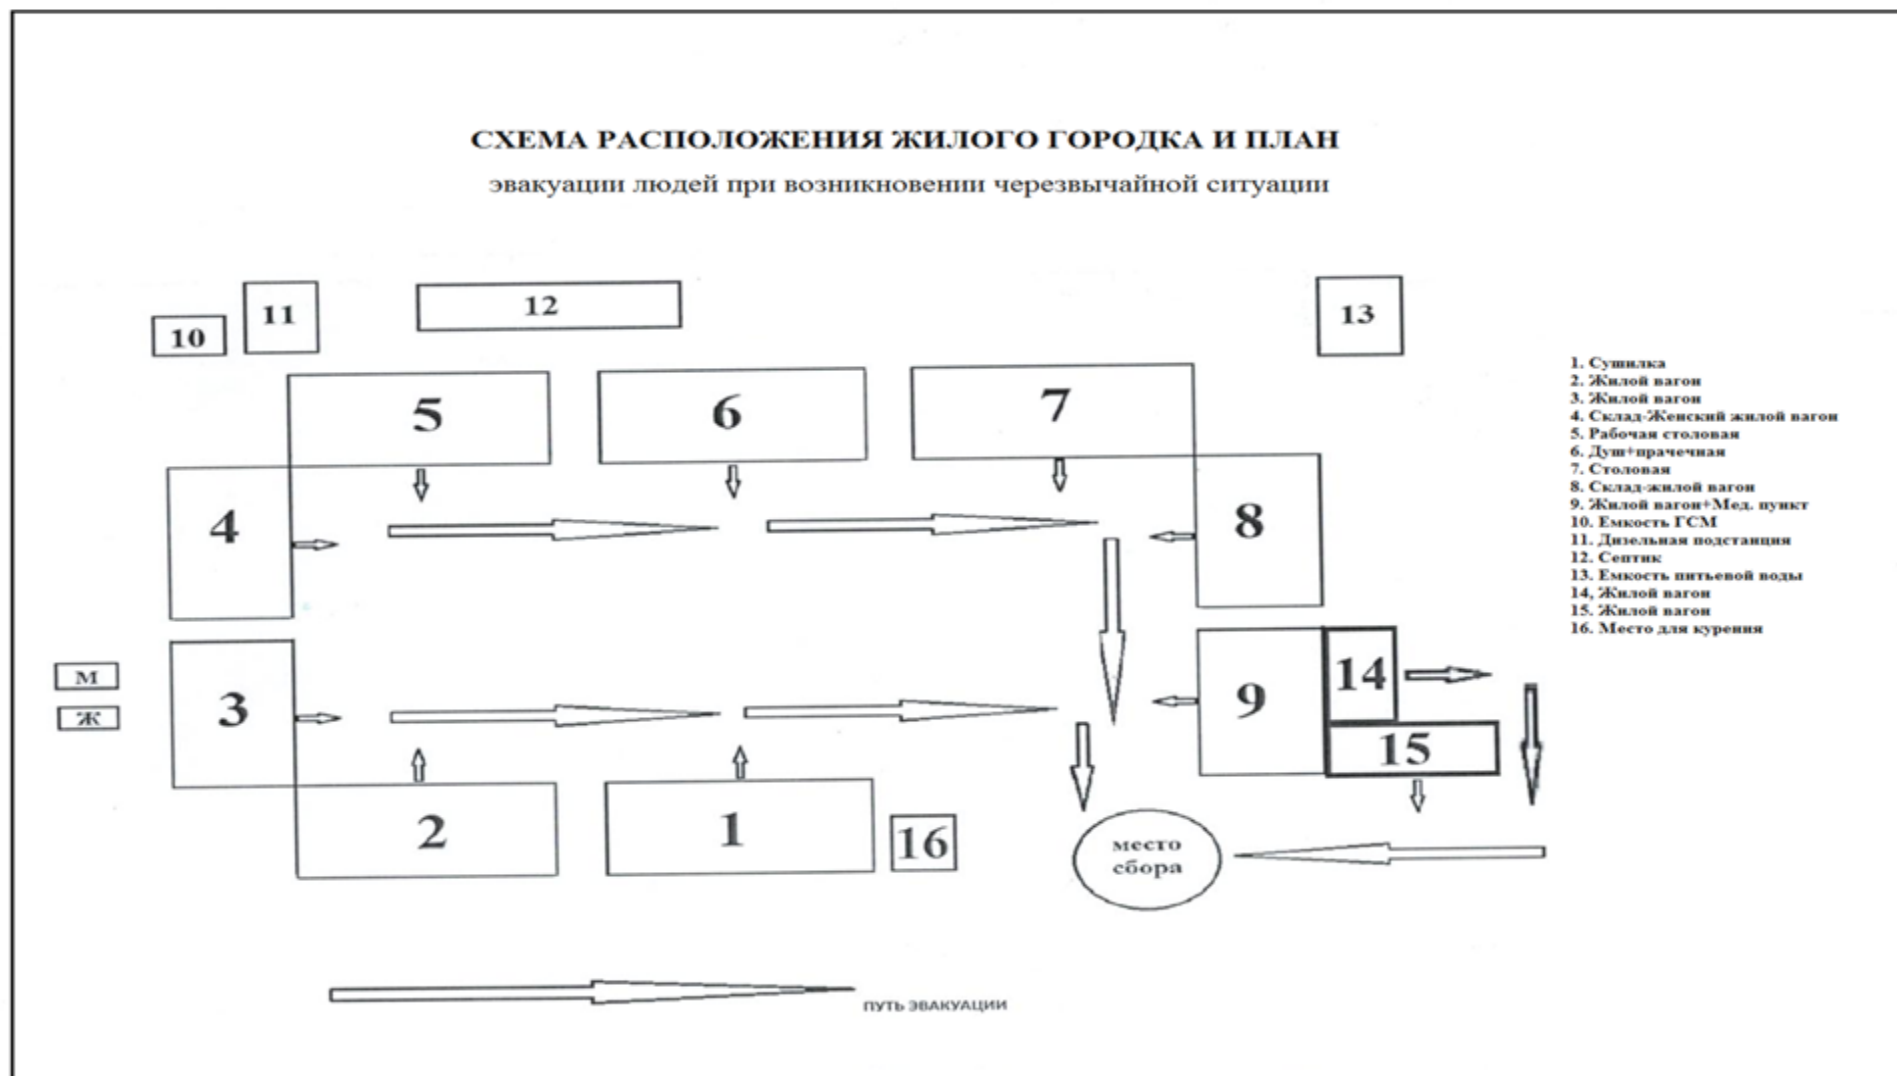 СХЕМА РАСПОЛОЖЕНИЯ ЖИЛОГО ГОРОДКА И ПЛАН
эвакуации людей при возникновении черезвычайной ситуации
10
11
12
13
5
6
7
4
8
М
Ж
3
9
14
15
2
1
16
место
сбора
ПУТЬ ЭВАКУАЦИИ
1. Сушилка
2. Жилой вагон
3. Жилой вагон
4. Склад-Женский жилой вагон
5. Рабочая столовая
6. Душ+прачечная
7. Столовая
8. Склад-жилой вагон
9. Жилой вагон+Мед. пункт
10. Емкость ГСМ
11. Дизельная подстанция
12. Септик
13. Емкость питьевой воды
14, Жилой вагон
15. Жилой вагон
16. Место для курения